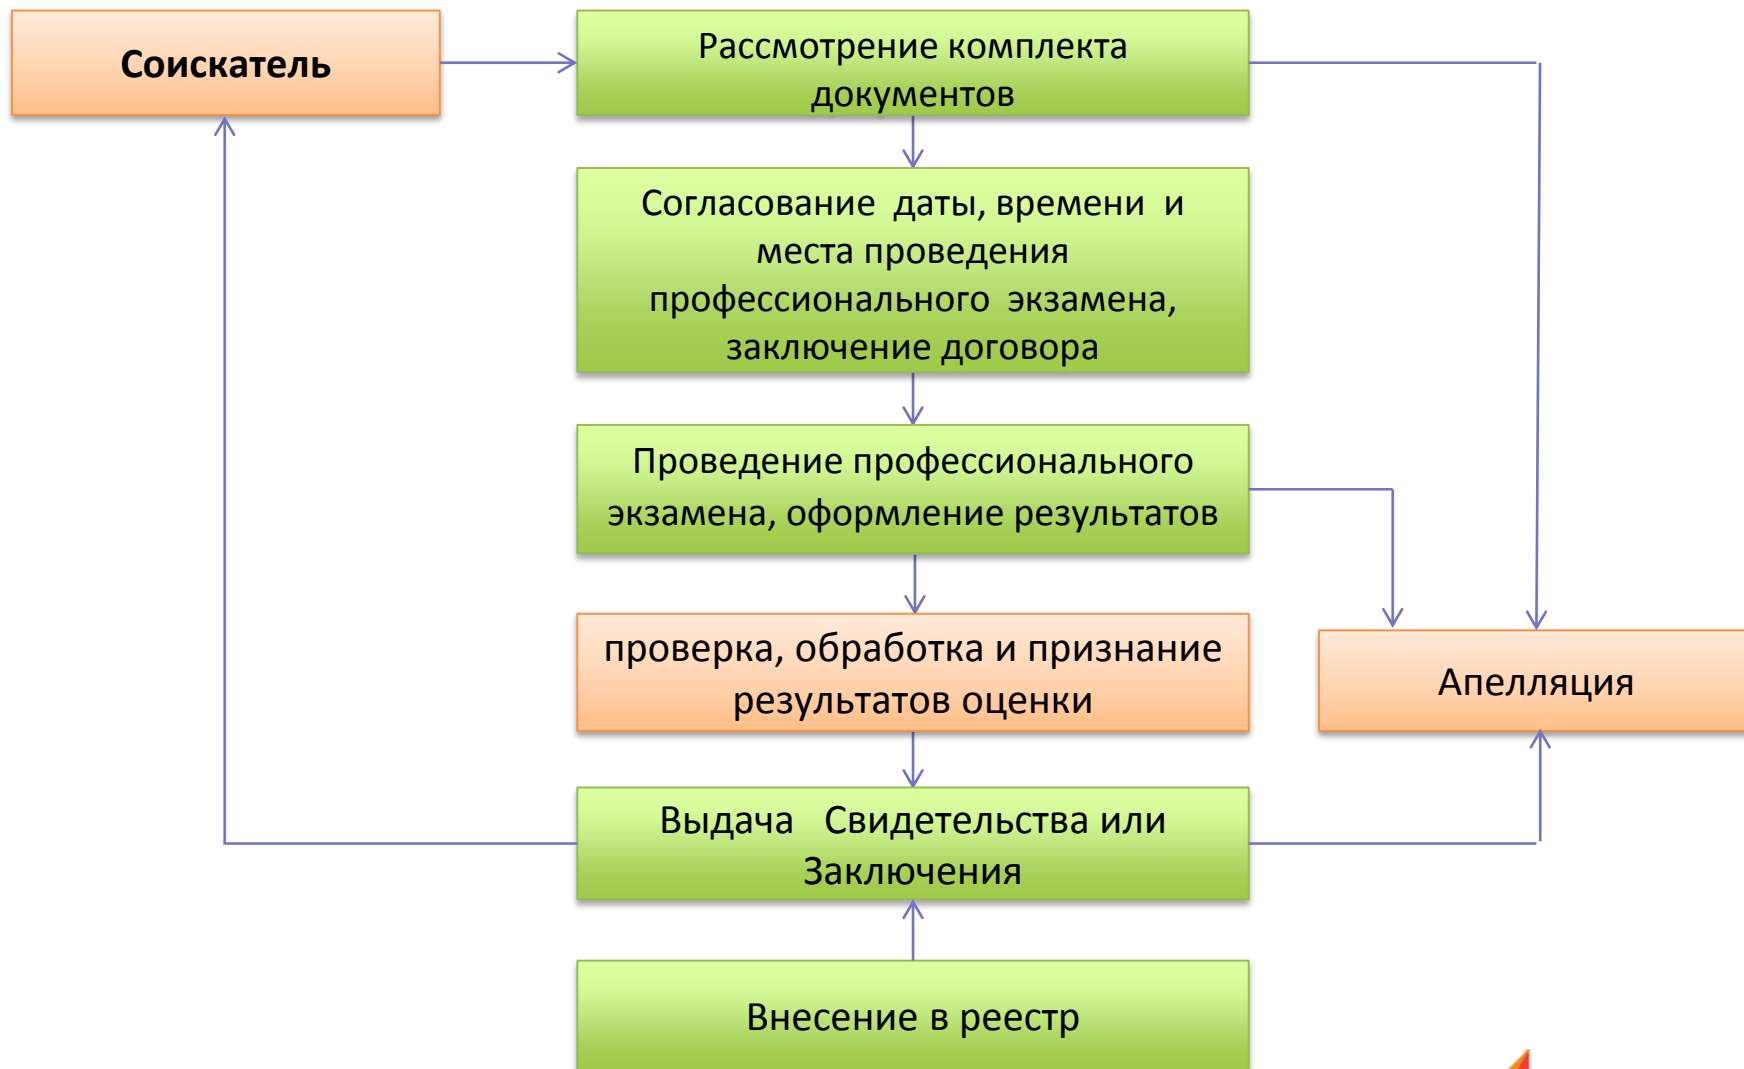 Соискатель
Рассмотрение комплекта
документов
Согласование даты, времени и
места проведения
профессионального экзамена,
заключение договора
Проведение профессионального
экзамена, оформление результатов
проверка, обработка и признание
результатов оценки
Апелляция
Выдача Свидетельства или
Заключения
Внесение в реестр